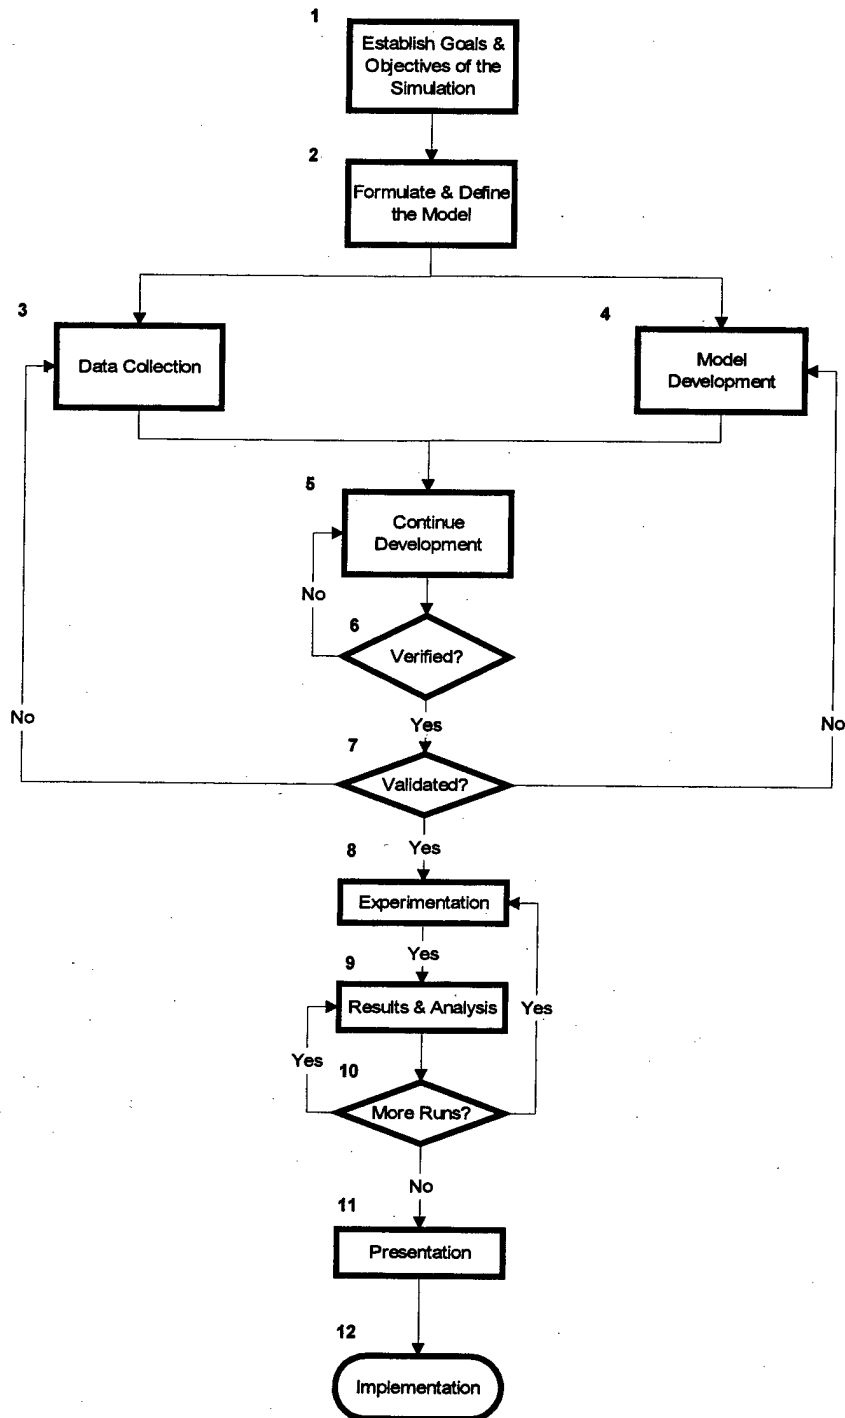 1
Establish Goals &
Objectives of the
Simulation
2
Formulate & Define
the Model
3
Data Collection
4
Model
Development
5
Continue
Development
No
6
Verified?
No
Yes
No
7
Validated?
Yes
8
Experimentation
Yes
9
Results & Analysis
Yes
Yes
10
More Runs?
No
11
Presentation
12
Implementation